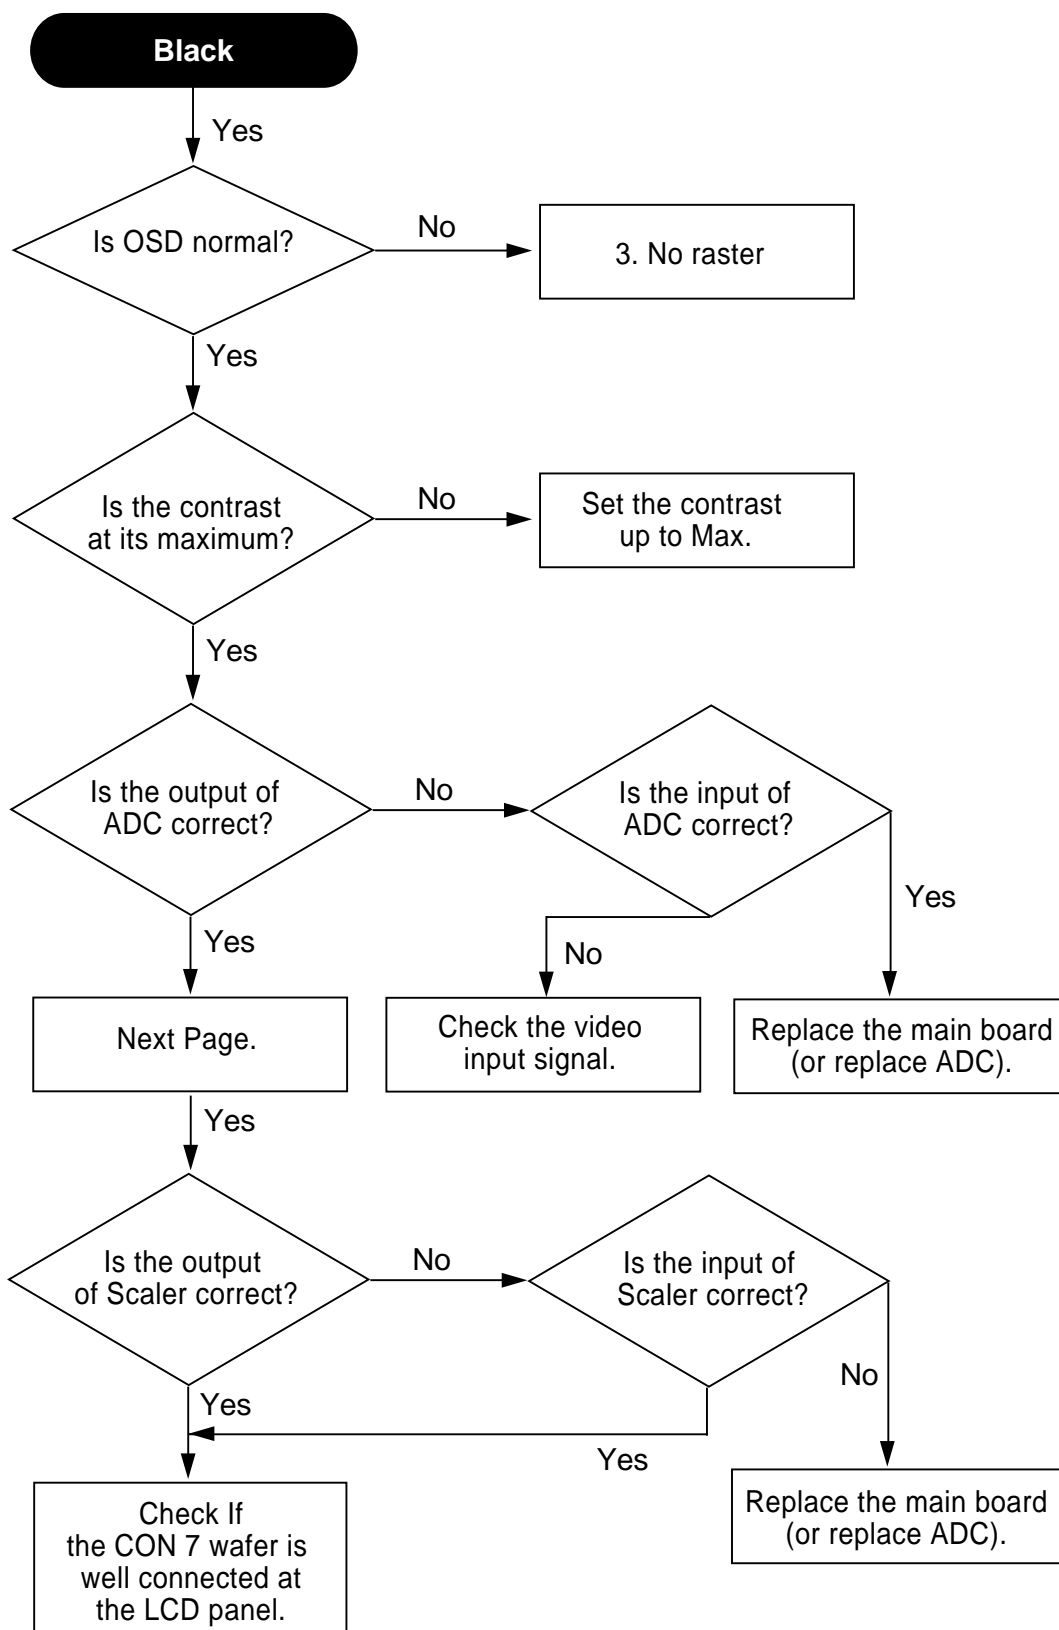 Black
Yes
Is OSD normal?
No
3. No raster
Yes
Is the contrast
at its maximum?
No
Set the contrast
up to Max.
Yes
Is the output of
ADC correct?
No
Is the input of
ADC correct?
Yes
No
Yes
Next Page.
Check the video
input signal.
Replace the main board
(or replace ADC).
Yes
Is the output
of Scaler correct?
No
Is the input of
Scaler correct?
No
Yes
Yes
Check If
the CON 7 wafer is
well connected at
the LCD panel.
Replace the main board
(or replace ADC).